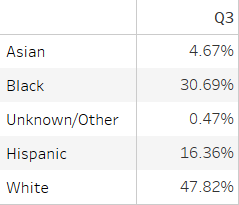 Q3
Asian 4.67%
Black 30.69%
Unknown/Other 0.47%
Hispanic 16.36%
White 47.82%